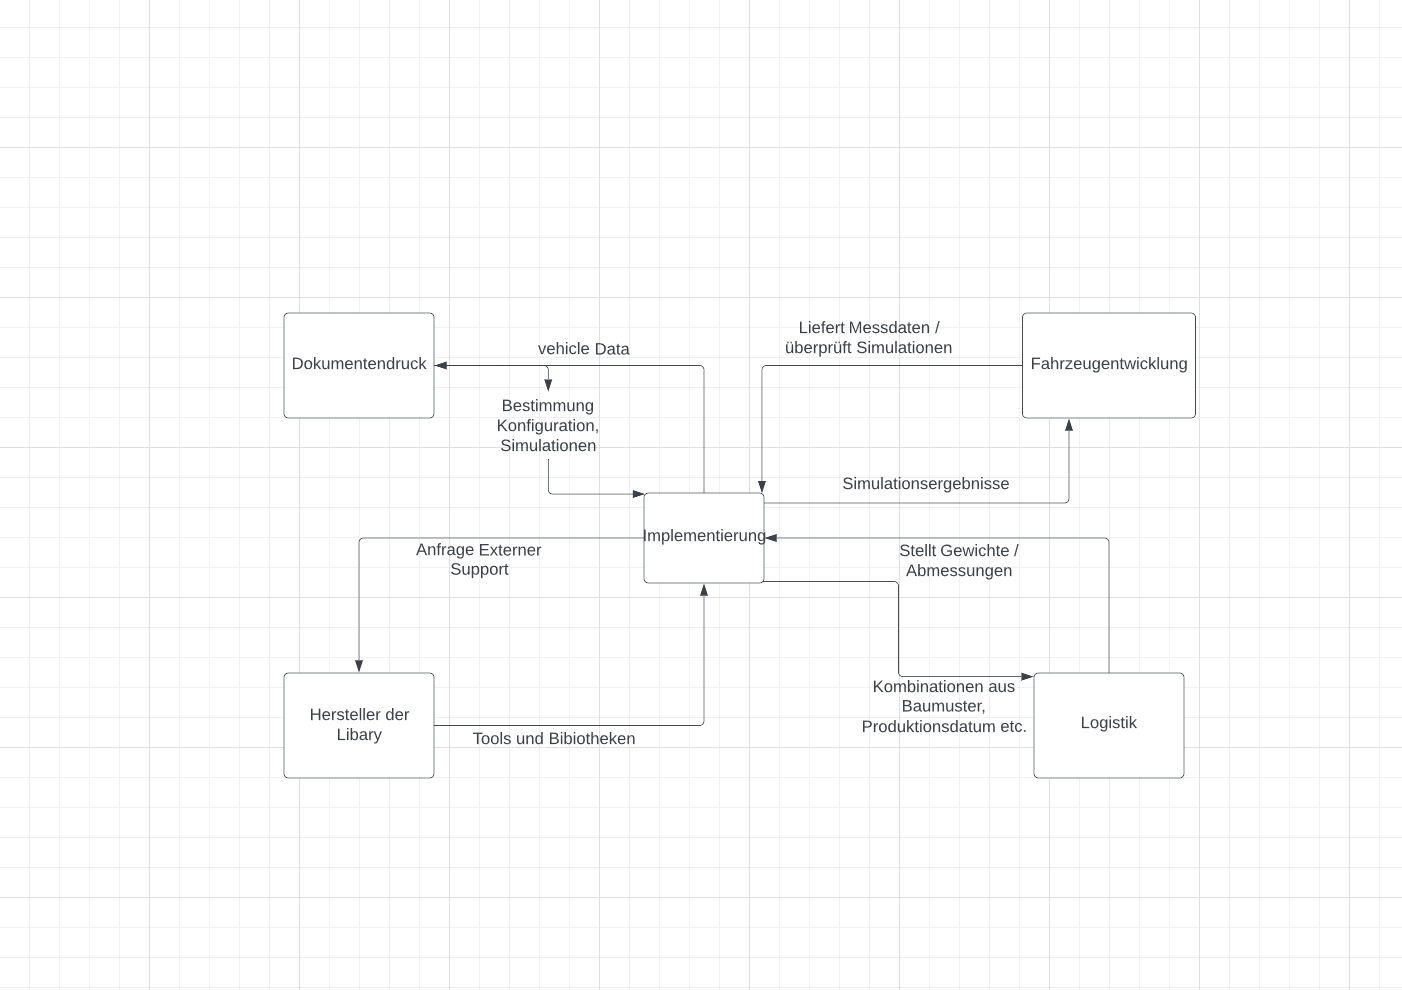 Liefert Messdaten /
überprüft Simulationen
vehicle Data
Dokumentendruck
Fahrzeugentwicklung
Bestimmung
Konfiguration,
Simulationen
Simulationsergebnisse
Implementierung
Anfrage Externer
Support
Stellt Gewichte /
Abmessungen
Kombinationen aus
Baumuster,
Produktionsdatum etc.
Hersteller der
Libary
Logistik
Tools und Bibiotheken